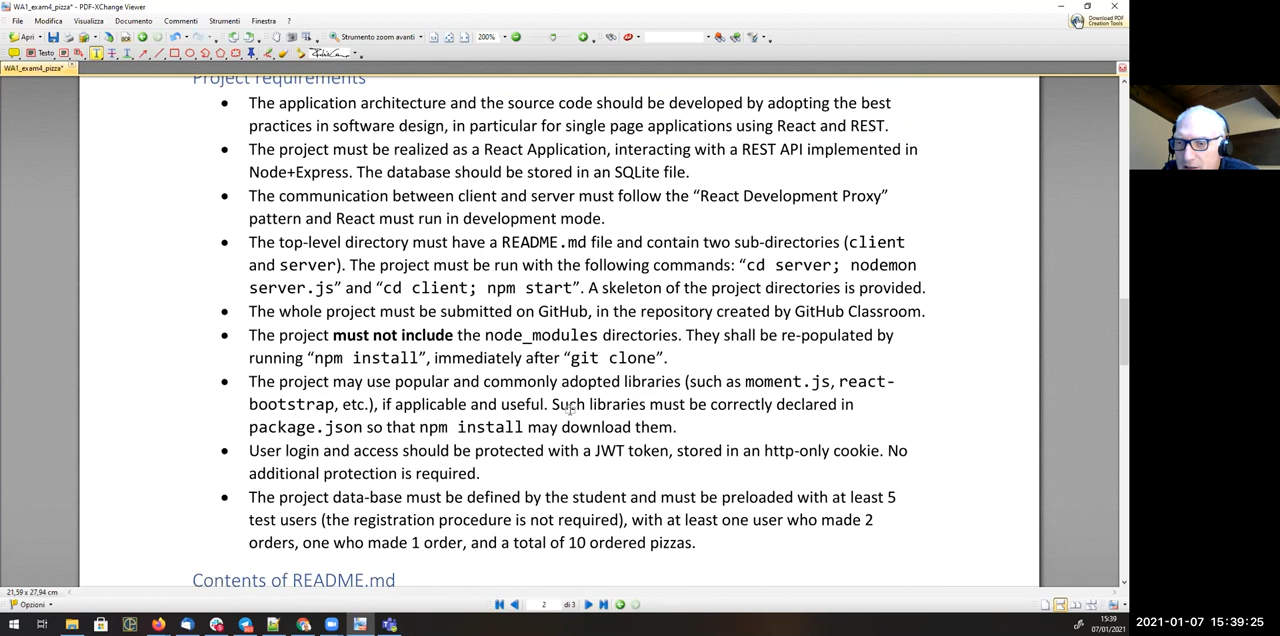 WA1_exam4_pizza* - PDF-XChange Viewer
File Modifica Visualizza Documento Commenti Strumenti Finestra ?
Apri OCR Strumento zoom avanti 200% Download PDF
Creation Tools
Testo
WA1_exam4_pizza*
Project requirements
• The application architecture and the source code should be developed by adopting the best
practices in software design, in particular for single page applications using React and REST.
• The project must be realized as a React Application, interacting with a REST API implemented in
Node+Express. The database should be stored in an SQLite file.
• The communication between client and server must follow the “React Development Proxy”
pattern and React must run in development mode.
• The top-level directory must have a README.md file and contain two sub-directories (client
and server). The project must be run with the following commands: “cd server; nodemon
server.js” and “cd client; npm start”. A skeleton of the project directories is provided.
• The whole project must be submitted on GitHub, in the repository created by GitHub Classroom.
• The project must not include the node_modules directories. They shall be re-populated by
running “npm install”, immediately after “git clone”.
• The project may use popular and commonly adopted libraries (such as moment.js, react-
bootstrap, etc.), if applicable and useful. Such libraries must be correctly declared in
package.json so that npm install may download them.
• User login and access should be protected with a JWT token, stored in an http-only cookie. No
additional protection is required.
• The project data-base must be defined by the student and must be preloaded with at least 5
test users (the registration procedure is not required), with at least one user who made 2
orders, one who made 1 order, and a total of 10 ordered pizzas.
Contents of README.md
21,59 x 27,94 cm
Opzioni 2 di 3
15:39
07/01/2021
2021-01-07 15:39:25